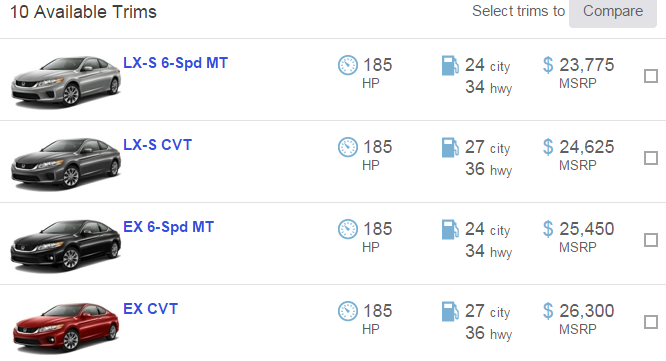 10 Available Trims
Select trims to Compare
LX-S 6-Spd MT
185
HP
24 city
34 hwy
$ 23,775
MSRP
LX-S CVT
185
HP
27 city
36 hwy
$ 24,625
MSRP
EX 6-Spd MT
185
HP
24 city
34 hwy
$ 25,450
MSRP
EX CVT
185
HP
27 city
36 hwy
$ 26,300
MSRP